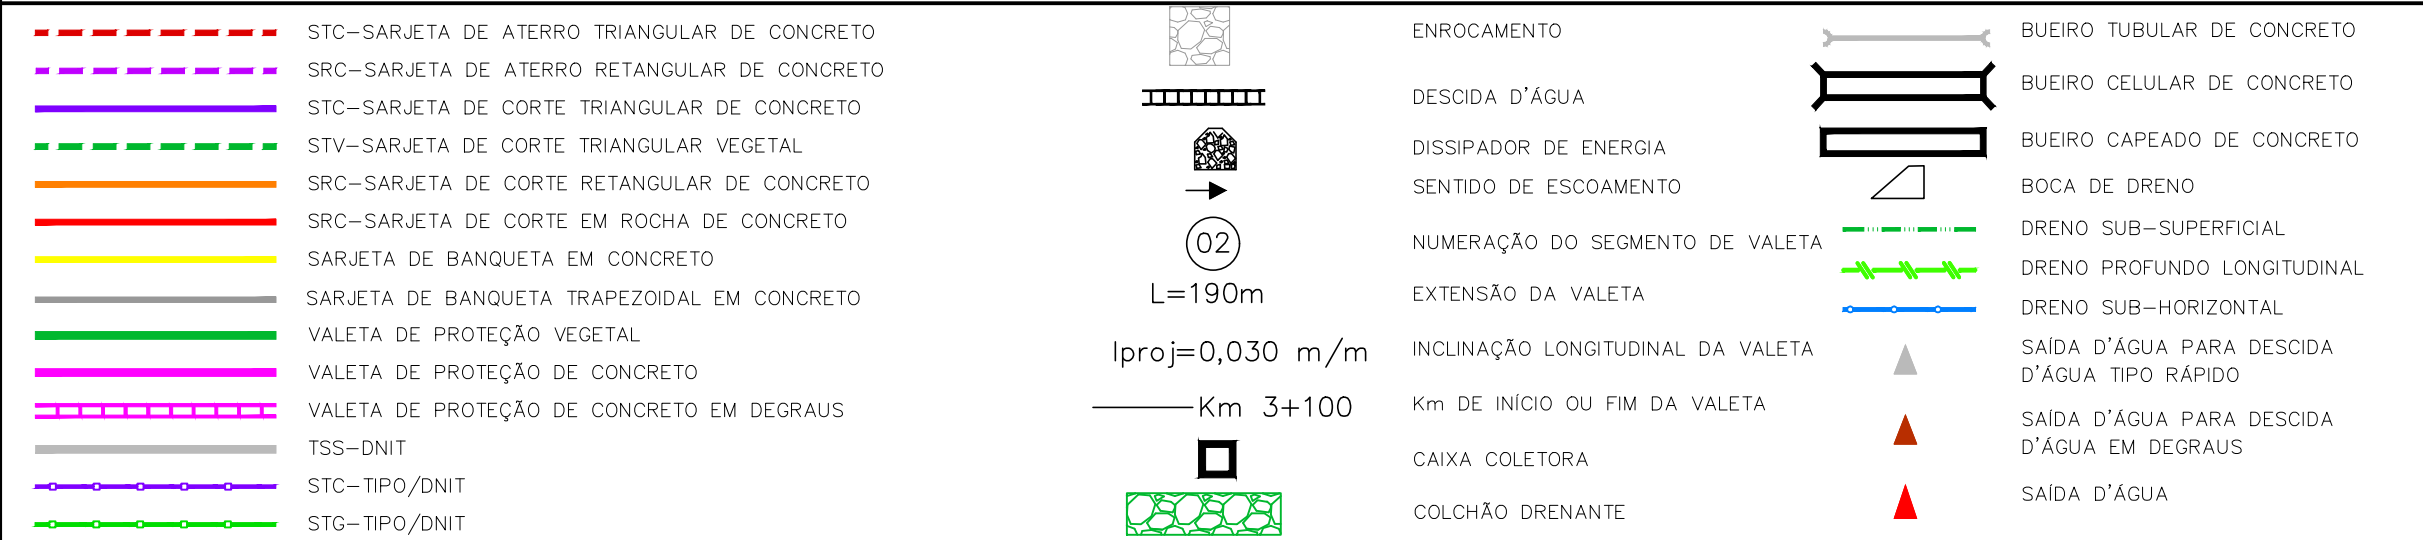 STC-SARJETA DE ATERRO TRIANGULAR DE CONCRETO
SRC-SARJETA DE ATERRO RETANGULAR DE CONCRETO
STC-SARJETA DE CORTE TRIANGULAR DE CONCRETO
STV-SARJETA DE CORTE TRIANGULAR VEGETAL
SRC-SARJETA DE CORTE RETANGULAR DE CONCRETO
SRC-SARJETA DE CORTE EM ROCHA DE CONCRETO
SARJETA DE BANQUETA EM CONCRETO
SARJETA DE BANQUETA TRAPEZOIDAL EM CONCRETO
VALETA DE PROTEÇÃO VEGETAL
VALETA DE PROTEÇÃO DE CONCRETO
VALETA DE PROTEÇÃO DE CONCRETO EM DEGRAUS
TSS-DNIT
STC-TIPO/DNIT
STG-TIPO/DNIT
ENROCAMENTO
DESCIDA D'ÁGUA
DISSIPADOR DE ENERGIA
SENTIDO DE ESCOAMENTO
02 NUMERAÇÃO DO SEGMENTO DE VALETA
L=190m EXTENSÃO DA VALETA
Iproj=0,030 m/m INCLINAÇÃO LONGITUDINAL DA VALETA
Km 3+100 Km DE INÍCIO OU FIM DA VALETA
CAIXA COLETORA
COLCHÃO DRENANTE
BUEIRO TUBULAR DE CONCRETO
BUEIRO CELULAR DE CONCRETO
BUEIRO CAPEADO DE CONCRETO
BOCA DE DRENO
DRENO SUB-SUPERFICIAL
DRENO PROFUNDO LONGITUDINAL
DRENO SUB-HORIZONTAL
SAÍDA D'ÁGUA PARA DESCIDA
D'ÁGUA TIPO RÁPIDO
SAÍDA D'ÁGUA PARA DESCIDA
D'ÁGUA EM DEGRAUS
SAÍDA D'ÁGUA